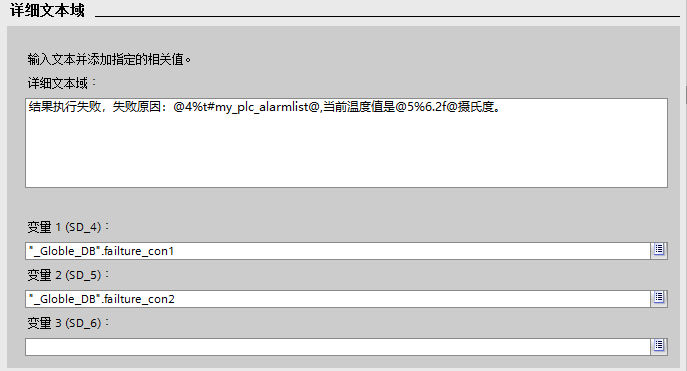 详细文本域
输入文本并添加指定的相关值。
详细文本域：
结果执行失败，失败原因：@4%t#my_plc_alarmlist@,当前温度值是@5%6.2f@摄氏度。
变量 1 (SD_4)：
"_Globle_DB".failture_con1
变量 2 (SD_5)：
"_Globle_DB".failture_con2
变量 3 (SD_6)：